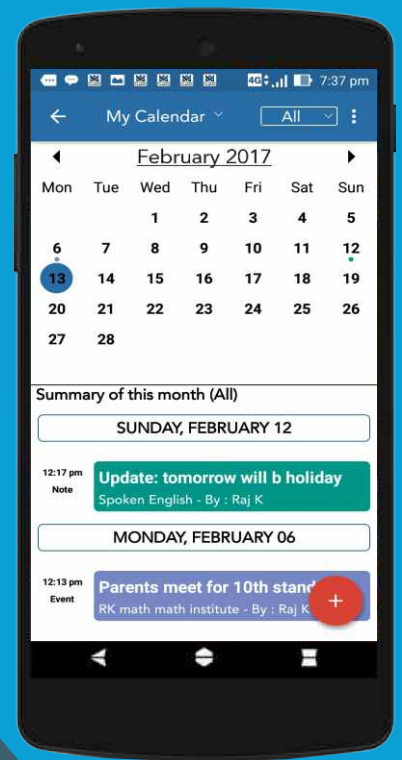 4G 7:37 pm
My Calendar All
February 2017
Mon Tue Wed Thu Fri Sat Sun
1 2 3 4 5
6 7 8 9 10 11 12
13 14 15 16 17 18 19
20 21 22 23 24 25 26
27 28
Summary of this month (All)
SUNDAY, FEBRUARY 12
12:17 pm
Note
Update: tomorrow will b holiday
Spoken English - By : Raj K
MONDAY, FEBRUARY 06
12:13 pm
Event
Parents meet for 10th stand
RK math math institute - By : Raj K
+